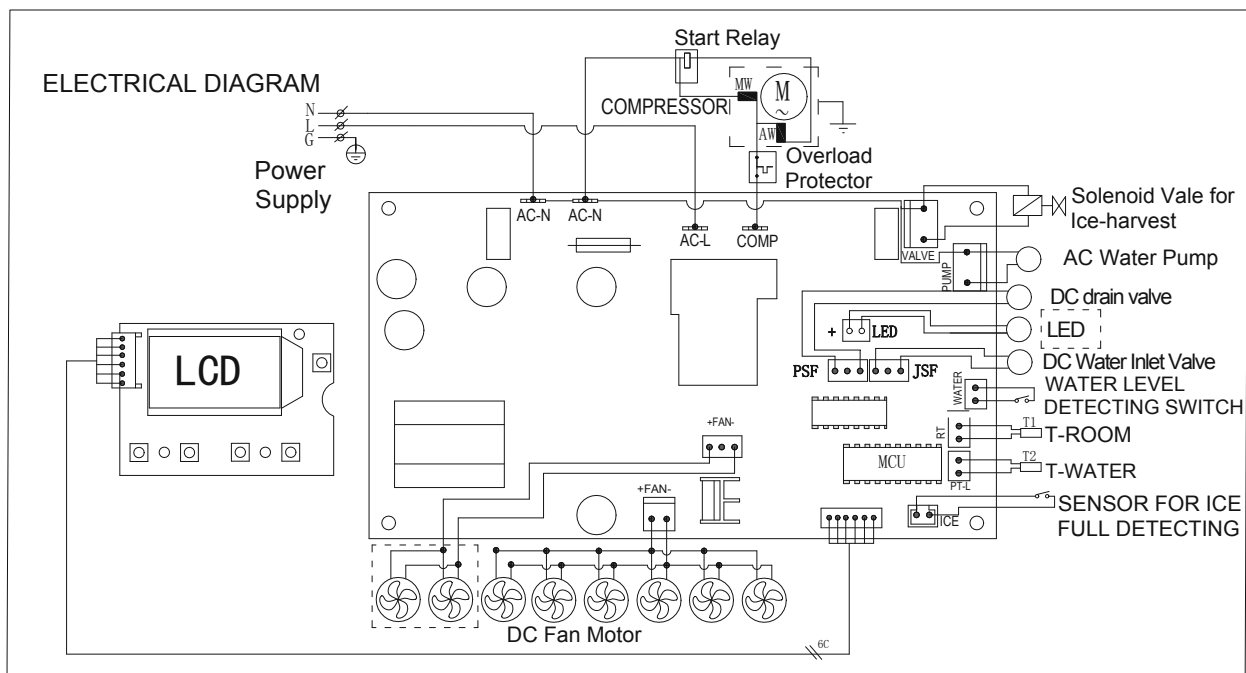 Start Relay
ELECTRICAL DIAGRAM
COMPRESSOR
MW
M
~
AW
N
L
G
Power
Supply
Overload
Protector
AC-N
AC-N
AC-L
COMP
VALVE
Solenoid Vale for
Ice-harvest
PUMP
AC Water Pump
DC drain valve
+
LED
LED
PSF
JSF
DC Water Inlet Valve
WATER
WATER LEVEL
DETECTING SWITCH
LCD
+FAN-
RT
T1
T-ROOM
MCU
T2
T-WATER
PT-L
+FAN-
ICE
SENSOR FOR ICE
FULL DETECTING
DC Fan Motor
6C